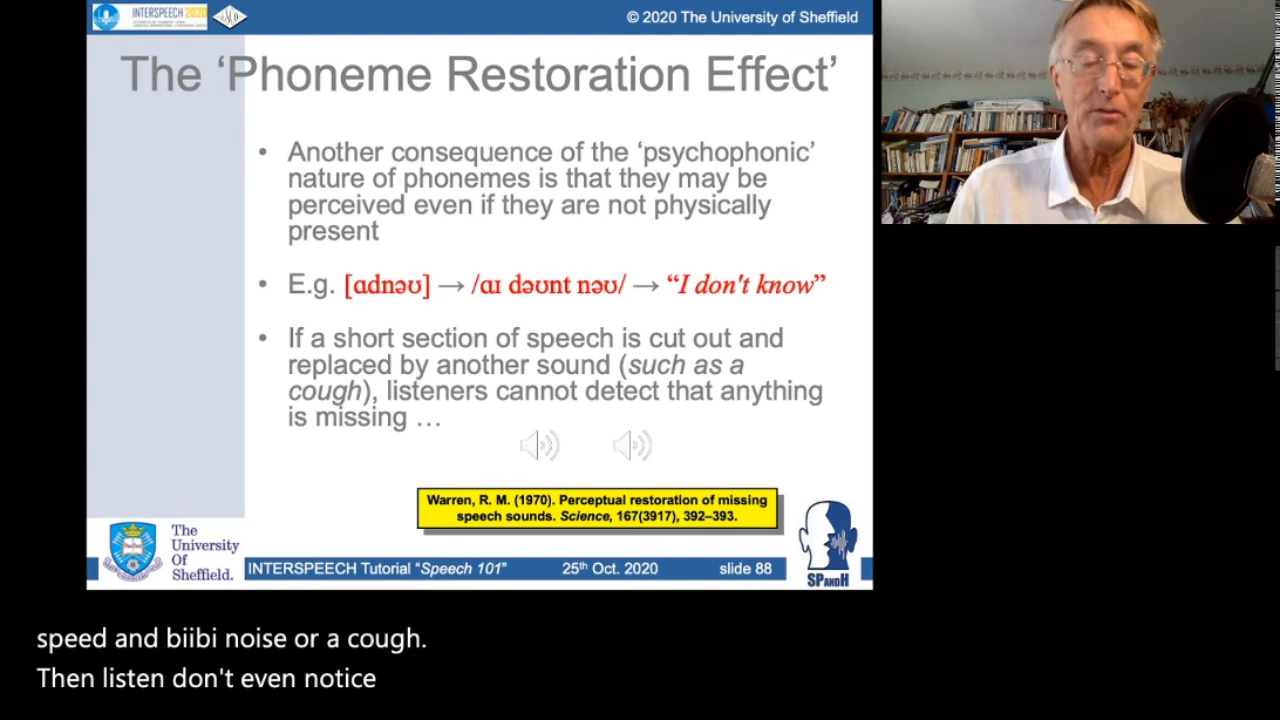 INTERSPEECH 2020
© 2020 The University of Sheffield
The ‘Phoneme Restoration Effect’
• Another consequence of the ‘psychophonic’
nature of phonemes is that they may be
perceived even if they are not physically
present
• E.g. [ɑdnəʊ] → /ɑɪ dəʊnt nəʊ/ → “I don't know”
• If a short section of speech is cut out and
replaced by another sound (such as a
cough), listeners cannot detect that anything
is missing …
Warren, R. M. (1970). Perceptual restoration of missing
speech sounds. Science, 167(3917), 392–393.
The
University
Of
Sheffield.
INTERSPEECH Tutorial “Speech 101” 25th Oct. 2020 slide 88
SPANDH
speed and biibi noise or a cough.
Then listen don't even notice